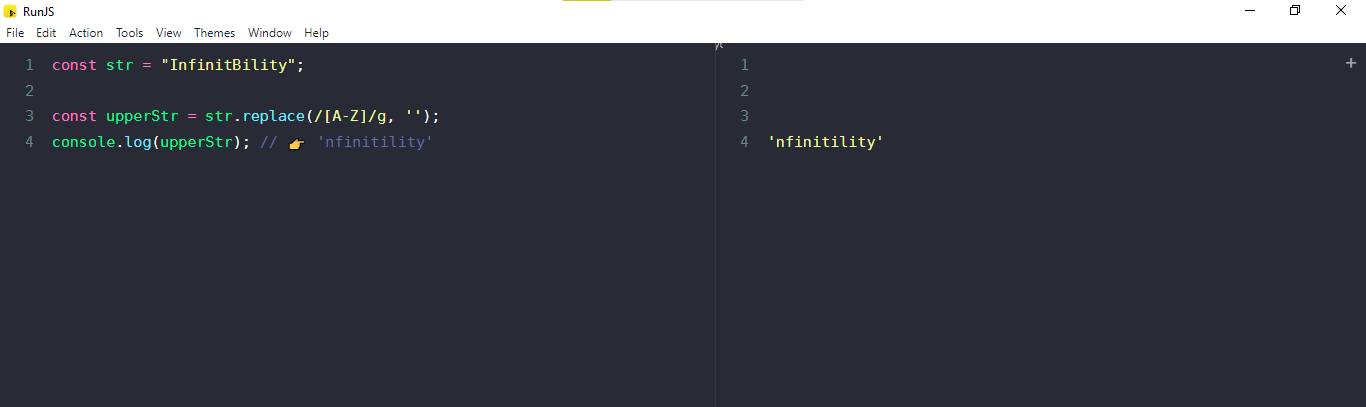 RunJS
File Edit Action Tools View Themes Window Help
1 const str = "InfinitBility";
2
3 const upperStr = str.replace(/[A-Z]/g, '');
4 console.log(upperStr); // 👉 'nfinitility'
1
2
3
4 'nfinitility'